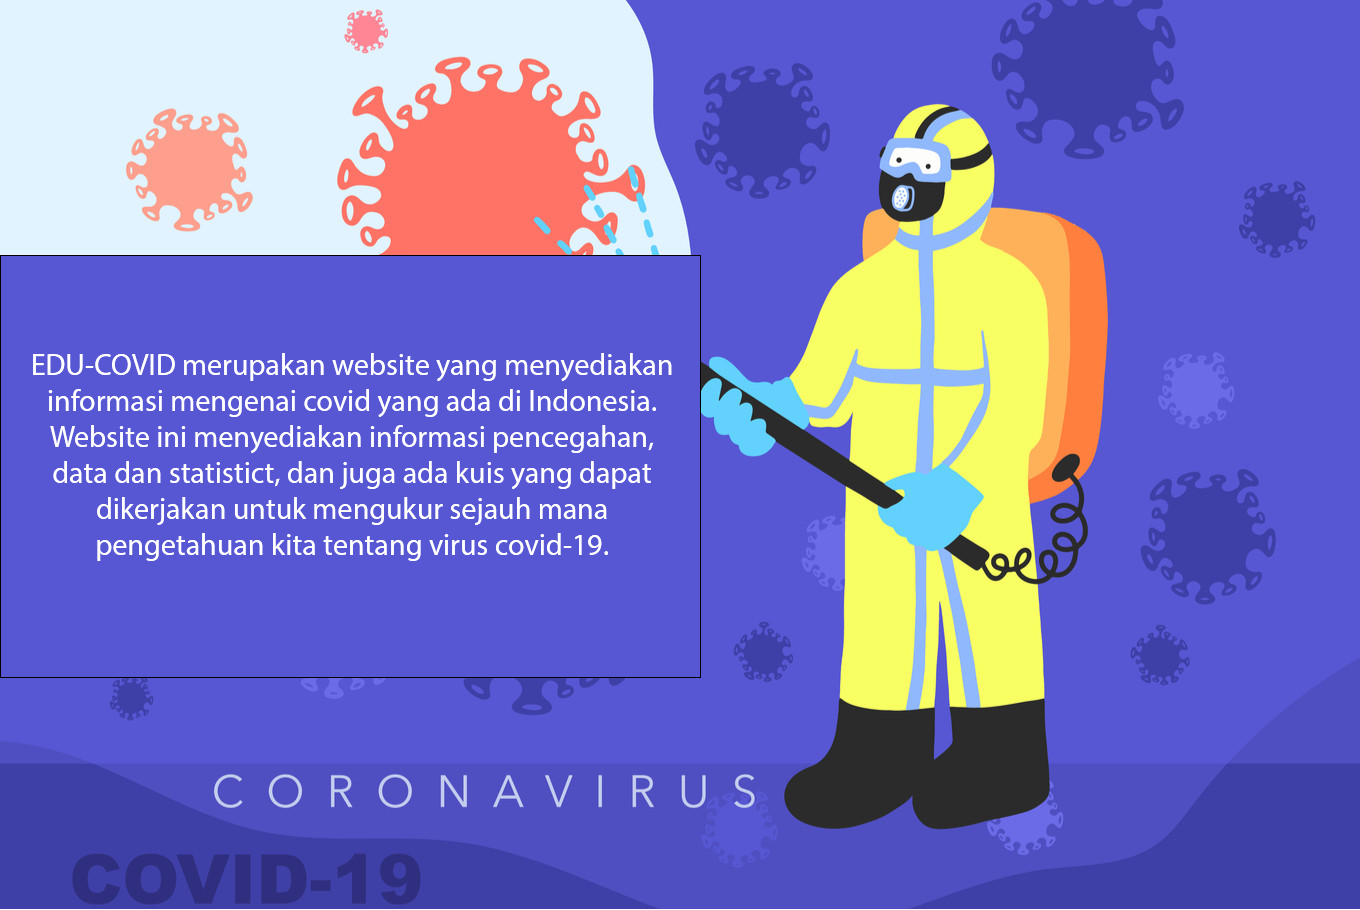 EDU-COVID merupakan website yang menyediakan
informasi mengenai covid yang ada di Indonesia.
Website ini menyediakan informasi pencegahan,
data dan statistict, dan juga ada kuis yang dapat
dikerjakan untuk mengukur sejauh mana
pengetahuan kita tentang virus covid-19.
CORONAVIRUS
COVID-19